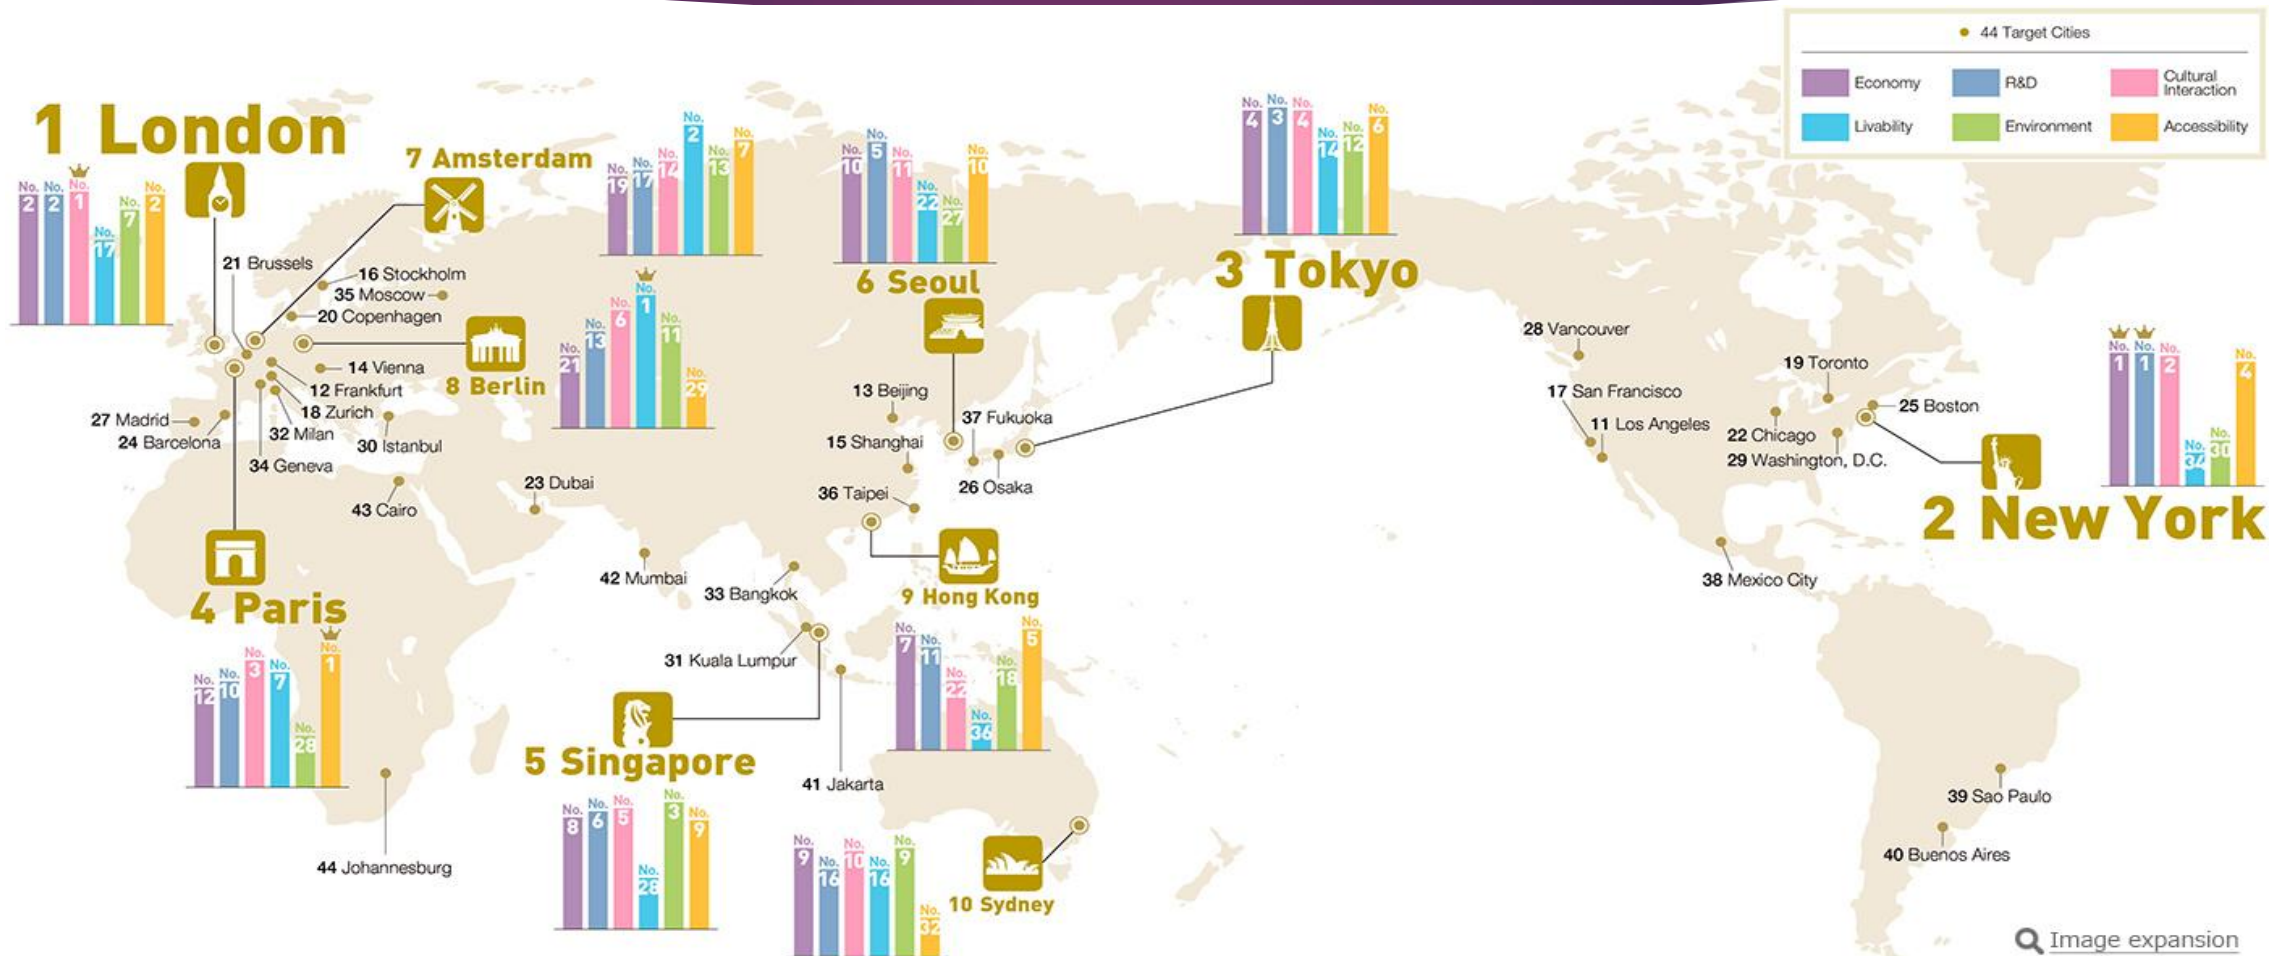 44 Target Cities
Economy
R&D
Cultural
Interaction
Livability
Environment
Accessibility
1 London
No. 2
No. 2
No. 1
No. 17
No. 7
No. 2
7 Amsterdam
No. 19
No. 17
No. 14
No. 2
No. 13
No. 7
No. 10
No. 5
No. 11
No. 22
No. 27
No. 10
6 Seoul
No. 4
No. 3
No. 4
No. 14
No. 12
No. 6
3 Tokyo
21 Brussels
16 Stockholm
35 Moscow
20 Copenhagen
14 Vienna
12 Frankfurt
18 Zurich
32 Milan
30 Istanbul
27 Madrid
24 Barcelona
34 Geneva
43 Cairo
8 Berlin
No. 21
No. 13
No. 6
No. 1
No. 11
No. 29
23 Dubai
13 Beijing
37 Fukuoka
15 Shanghai
26 Osaka
36 Taipei
28 Vancouver
17 San Francisco
11 Los Angeles
19 Toronto
25 Boston
22 Chicago
29 Washington, D.C.
No. 1
No. 1
No. 2
No. 34
No. 30
No. 4
2 New York
38 Mexico City
42 Mumbai
33 Bangkok
9 Hong Kong
No. 7
No. 11
No. 22
No. 36
No. 18
No. 5
4 Paris
No. 12
No. 10
No. 3
No. 7
No. 28
No. 1
31 Kuala Lumpur
5 Singapore
No. 8
No. 6
No. 5
No. 28
No. 3
No. 9
41 Jakarta
44 Johannesburg
No. 9
No. 16
No. 10
No. 16
No. 9
No. 32
10 Sydney
39 Sao Paulo
40 Buenos Aires
Image expansion